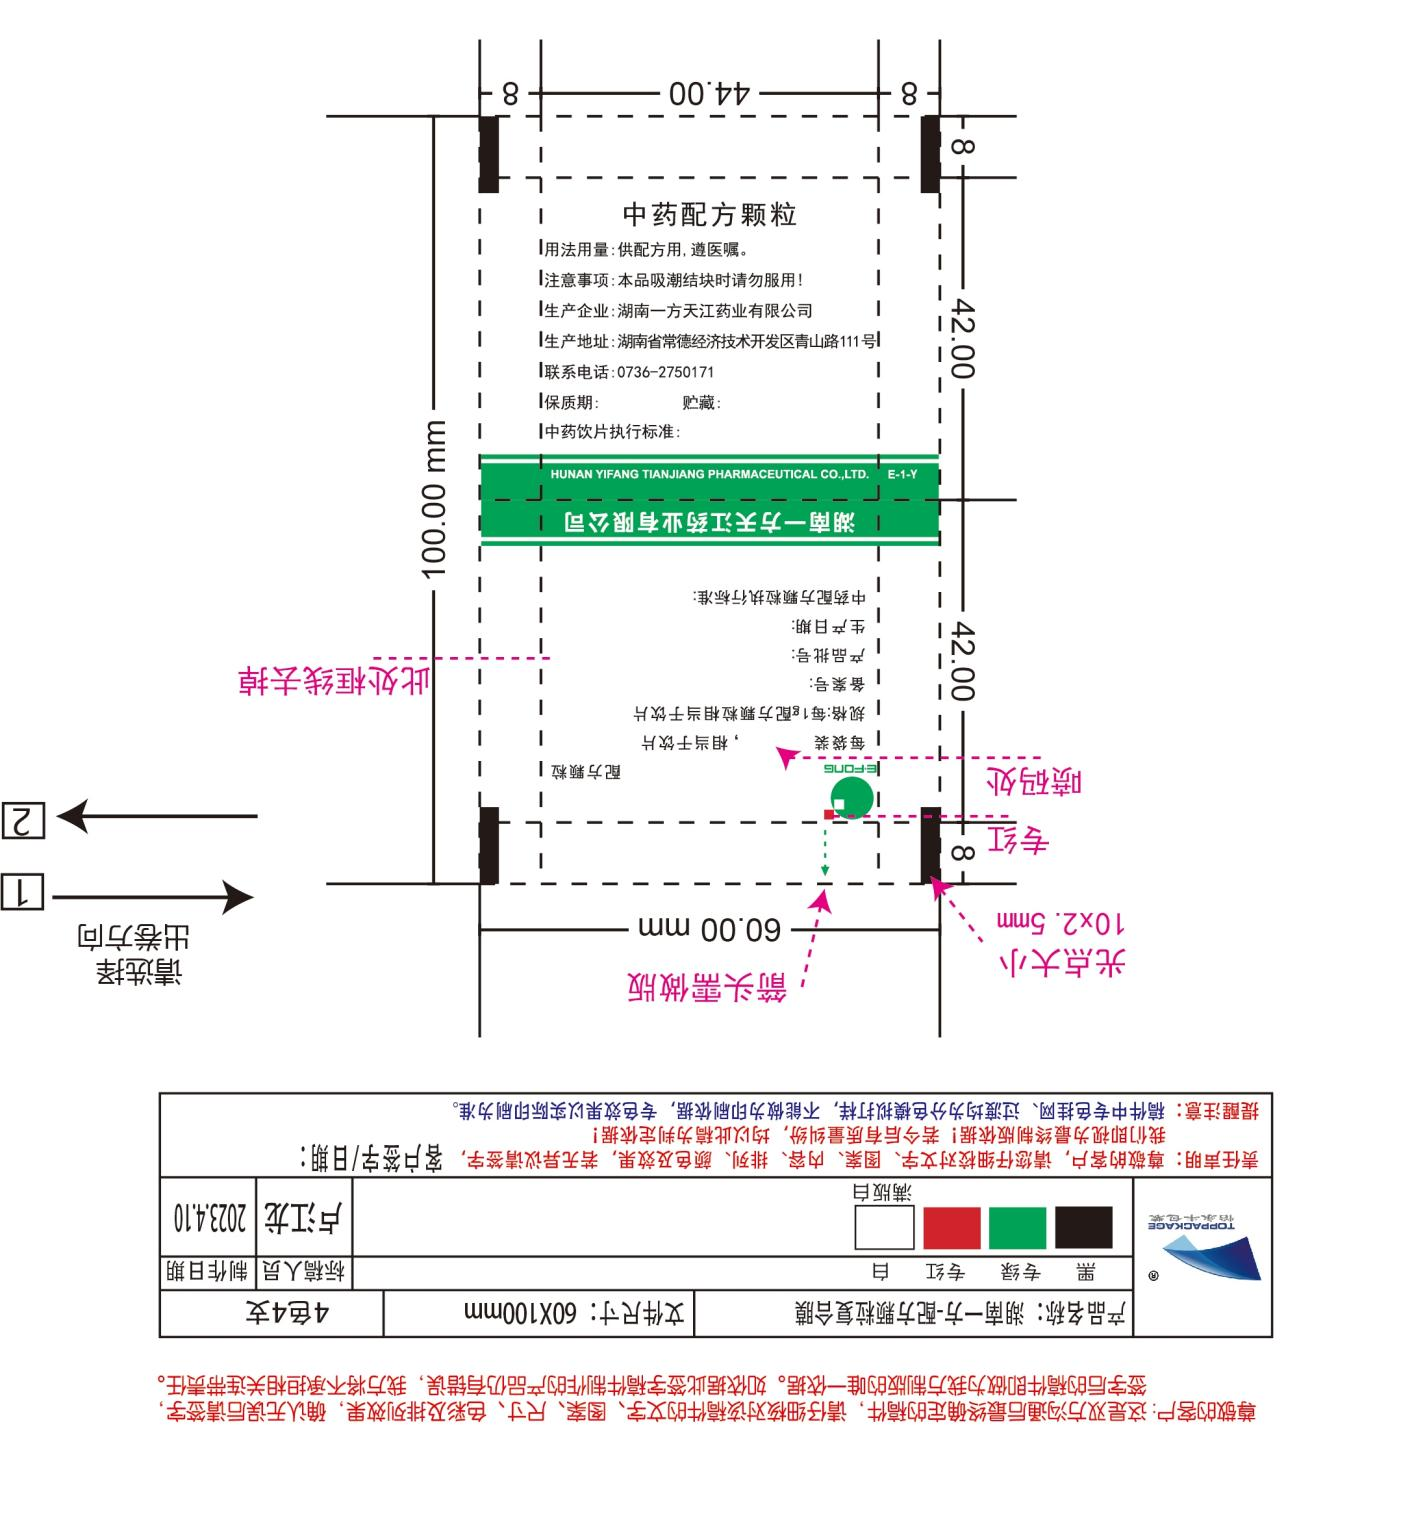 8
44.00
8
8
中药配方颗粒
用法用量:供配方用,遵医嘱。
注意事项:本品吸潮结块时请勿服用!
生产企业:湖南一方天江药业有限公司
生产地址:湖南省常德经济技术开发区青山路111号
联系电话:0736-2750171
保质期: 贮藏:
中药饮片执行标准:
42.00
100.00 mm
HUNAN YIFANG TIANJIANG PHARMACEUTICAL CO.,LTD. E-1-Y
湖南一方天江药业有限公司
中药配方颗粒执行标准:
生产日期:
产品批号:
备案号:
规格:每1g配方颗粒相当于饮片
每袋装 ,相当于饮片
配方颗粒
E·FONG
42.00
此处框线去掉
喷码处
专红
8
2
1
请选择
出卷方向
60.00 mm
箭头需做版
光点大小
10x2.5mm
提醒注意:稿件中专色挂网、过渡均为分色模拟打样,不能做为印刷依据,专色效果以实际印刷为准。
责任声明:尊敬的客户,请您仔细校对文字、图案、内容、排列、颜色及效果,若无异议请签字,
我们即视为最终制版依据!若今后有质量纠纷,均以此稿为判定依据!
客户签字/日期:
满版白
卢江龙
2023.4.10
TOPPACKAGE
怡永丰包装
®
黑
专绿
专红
白
标稿人员
制作日期
产品名称:湖南一方-配方颗粒复合膜
文件尺寸:60X100mm
4色4支
尊敬的客户:这是双方沟通后最终确定的稿件,请仔细核对该稿件的文字、图案、尺寸、色彩及排列效果,确认无误后请签字,
签字后的稿件即做为我方制版的唯一依据。如依据此签字稿件制作的产品仍有错误,我方将不承担相关连带责任。